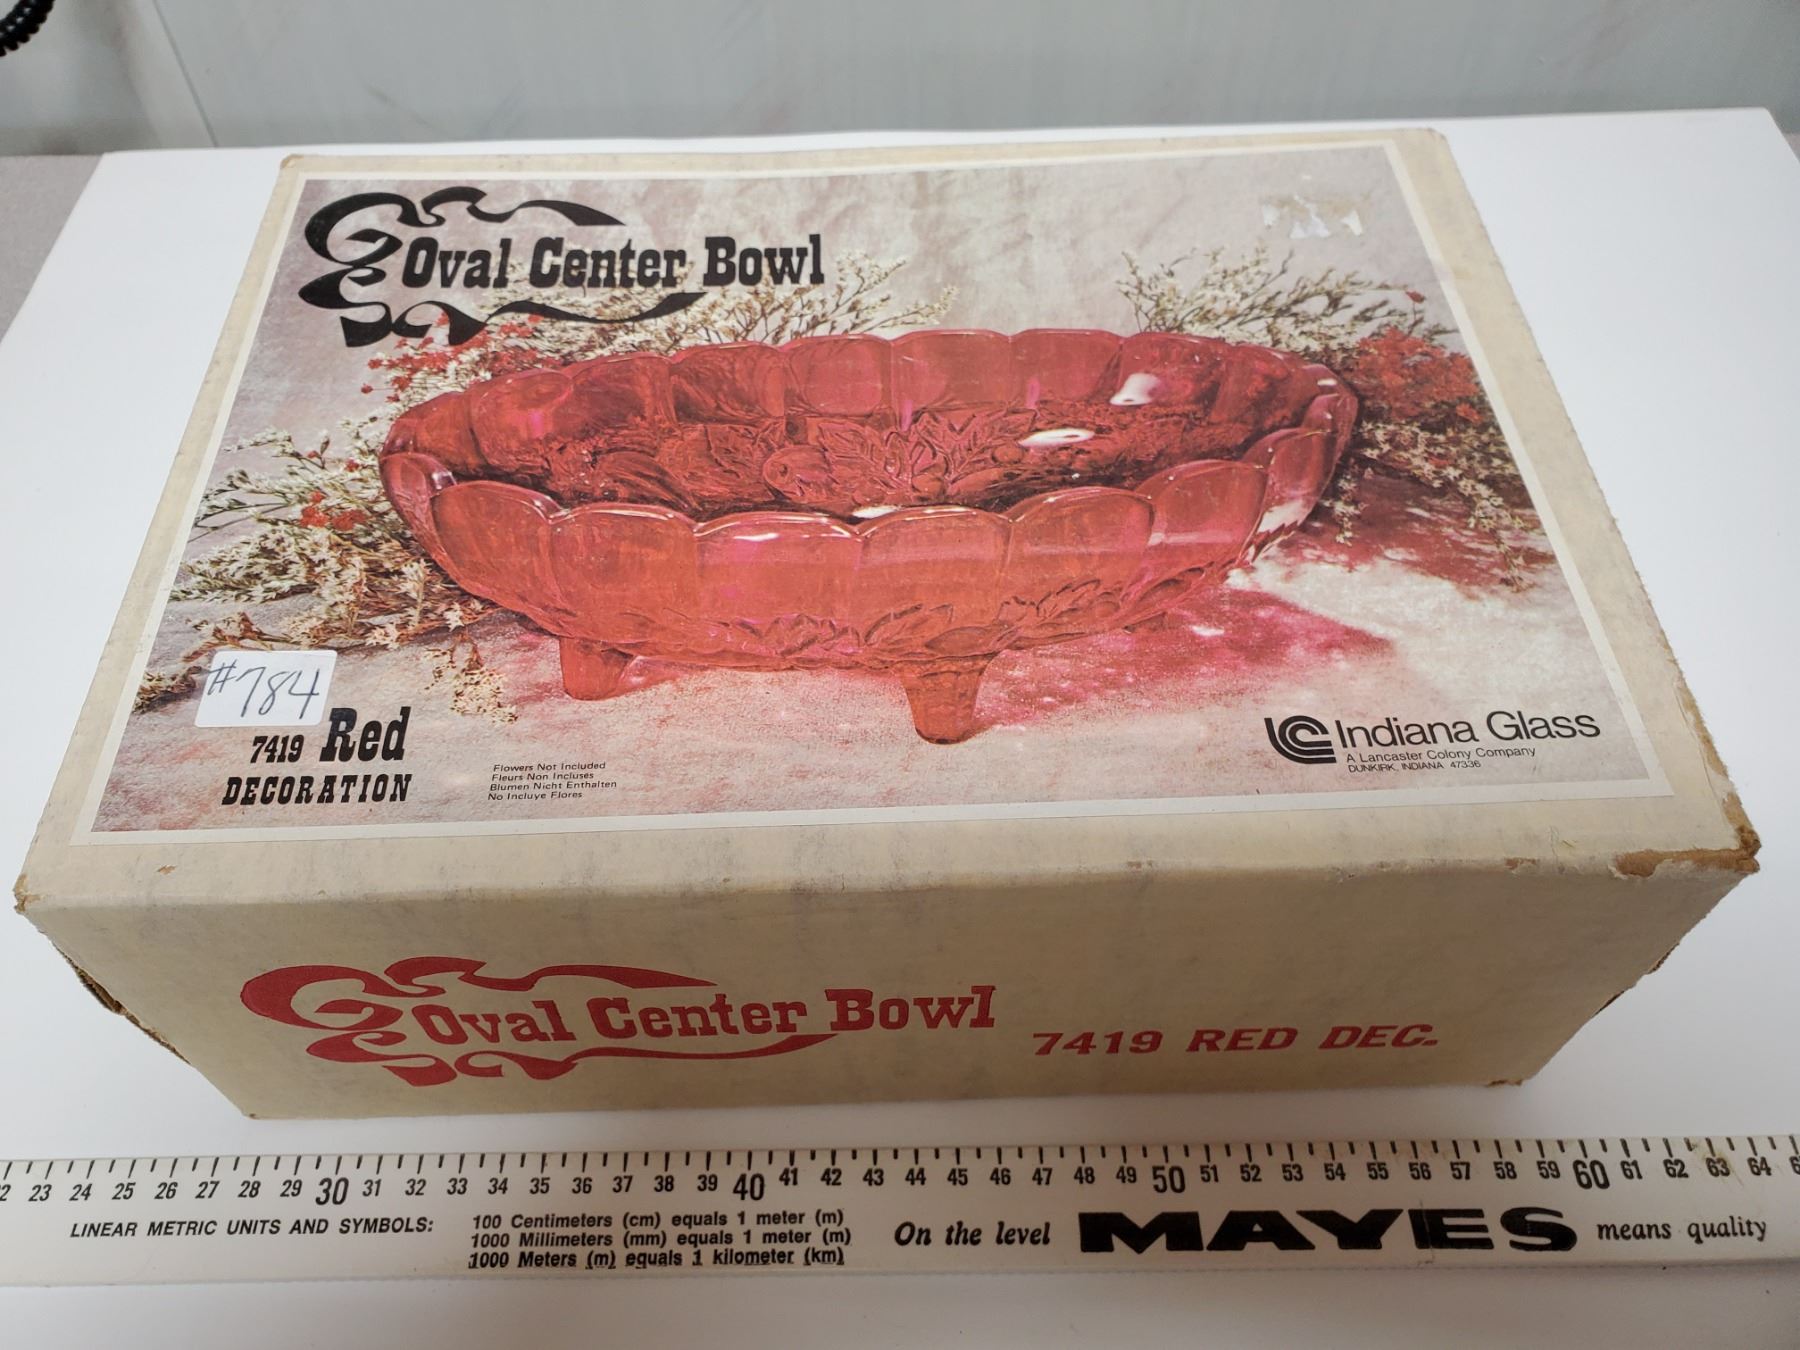 Oval Center Bowl
#784
7419 Red
DECORATION
Flowers Not Included
Fleurs Non Incluses
Blumen Nicht Enthalten
No Incluye Flores
Indiana Glass
A Lancaster Colony Company
DUNKIRK, INDIANA 47336
Oval Center Bowl
7419 RED DEC.
23 24 25 26 27 28 29 30 31 32 33 34 35 36 37 38 39 40 41 42 43 44 45 46 47 48 49 50 51 52 53 54 55 56 57 58 59 60 61 62 63 64
LINEAR METRIC UNITS AND SYMBOLS:
100 Centimeters (cm) equals 1 meter (m)
1000 Millimeters (mm) equals 1 meter (m)
1000 Meters (m) equals 1 kilometer (km)
On the level MAYES means quality